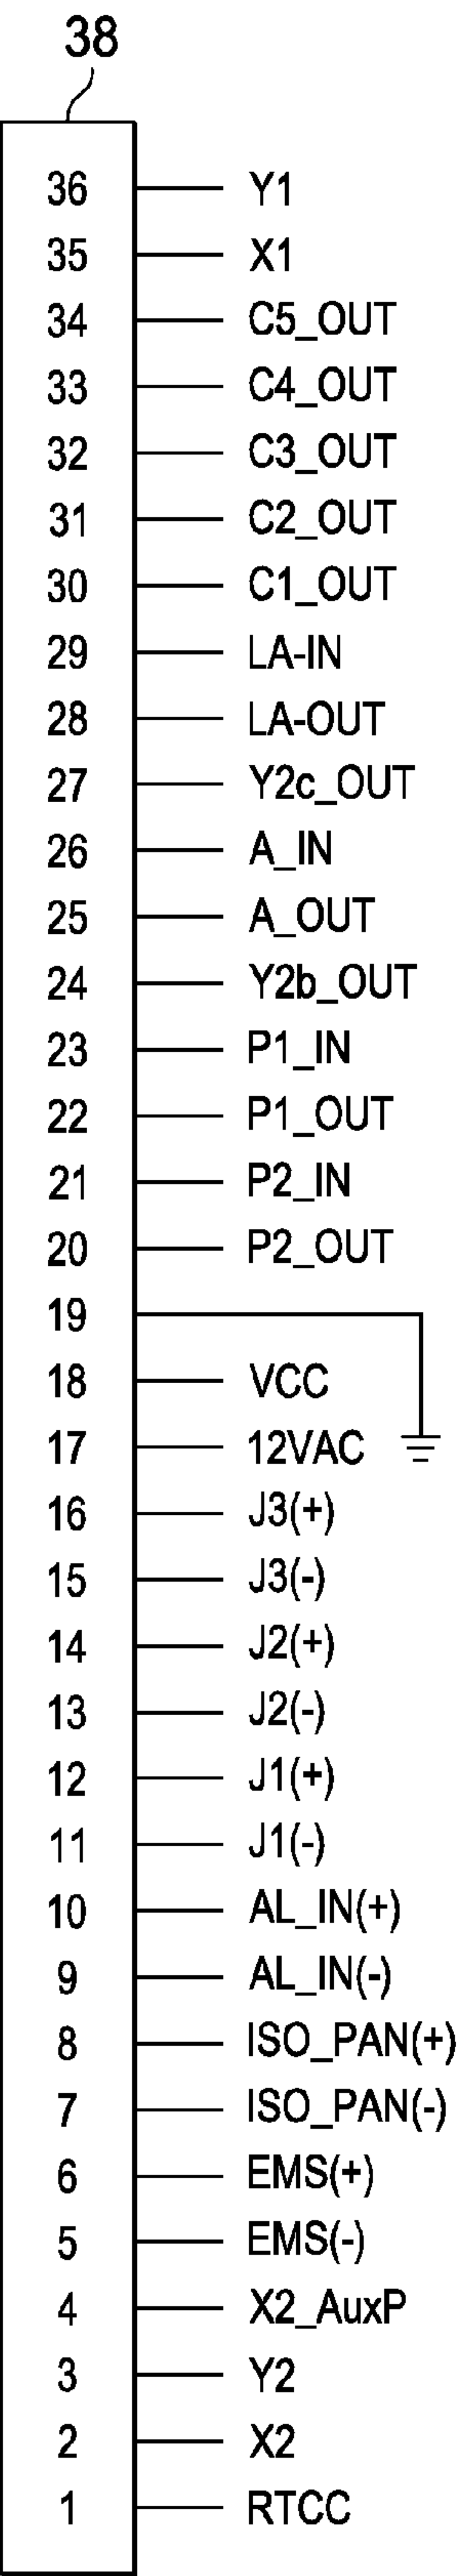 38
36 Y1
35 X1
34 C5_OUT
33 C4_OUT
32 C3_OUT
31 C2_OUT
30 C1_OUT
29 LA-IN
28 LA-OUT
27 Y2c_OUT
26 A_IN
25 A_OUT
24 Y2b_OUT
23 P1_IN
22 P1_OUT
21 P2_IN
20 P2_OUT
19
18 VCC
17 12VAC
16 J3(+)
15 J3(-)
14 J2(+)
13 J2(-)
12 J1(+)
11 J1(-)
10 AL_IN(+)
9 AL_IN(-)
8 ISO_PAN(+)
7 ISO_PAN(-)
6 EMS(+)
5 EMS(-)
4 X2_AuxP
3 Y2
2 X2
1 RTCC